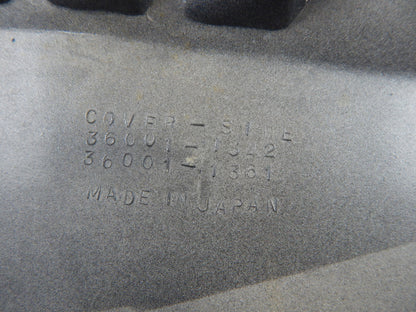 COVER-SIDE
36001-1342
36001-1361
MADE IN JAPAN